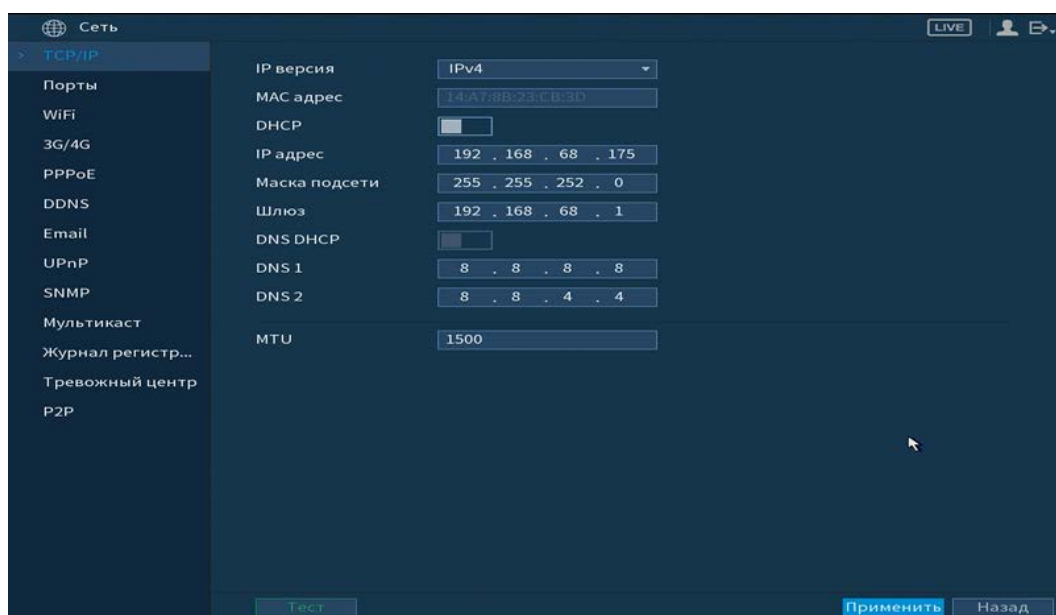 Сеть
LIVE
TCP/IP
Порты
WiFi
3G/4G
PPPoE
DDNS
Email
UPnP
SNMP
Мультикаст
Журнал регистр...
Тревожный центр
P2P
IP версия IPv4
MAC адрес 14:A7:8B:23:CB:3D
DHCP
IP адрес 192 . 168 . 68 . 175
Маска подсети 255 . 255 . 252 . 0
Шлюз 192 . 168 . 68 . 1
DNS DHCP
DNS 1 8 . 8 . 8 . 8
DNS 2 8 . 8 . 4 . 4
MTU 1500
Тест
Применить
Назад